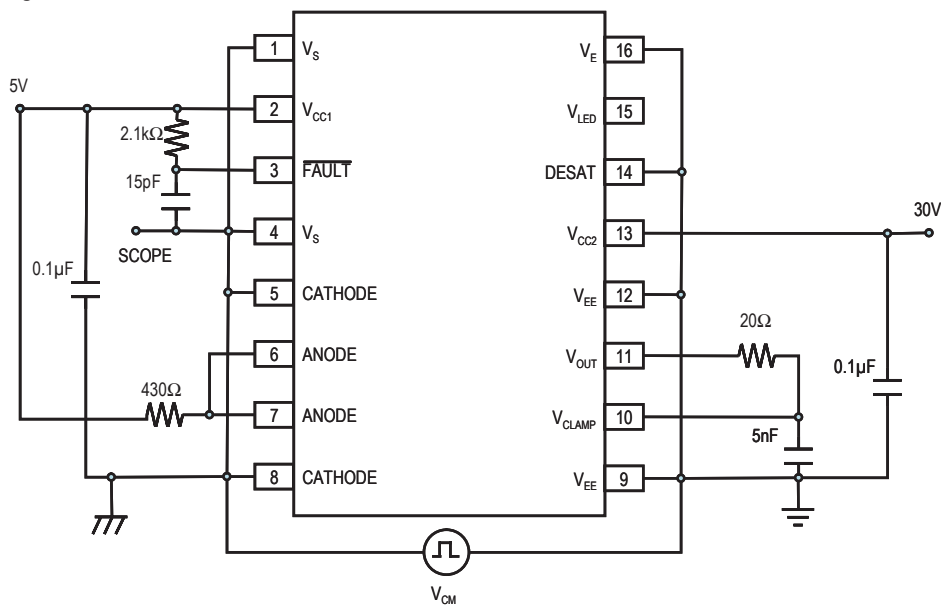 1 V_S
V_E 16
5V
2 V_CC1
V_LED 15
2.1kΩ
3 FAULT
DESAT 14
15pF
30V
4 V_S
V_CC2 13
SCOPE
0.1µF
5 CATHODE
V_EE 12
20Ω
6 ANODE
V_OUT 11
0.1µF
430Ω
7 ANODE
V_CLAMP 10
5nF
8 CATHODE
V_EE 9
V_CM